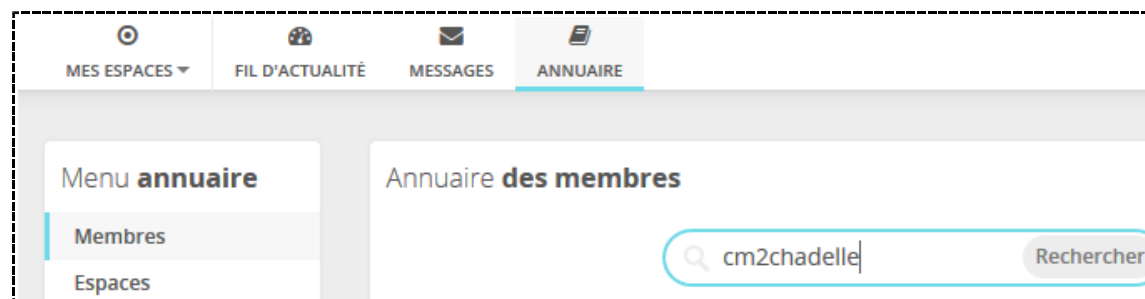 MES ESPACES FIL D'ACTUALITÉ MESSAGES ANNUAIRE
Menu annuaire
Membres
Espaces
Annuaire des membres
cm2chadelle Rechercher